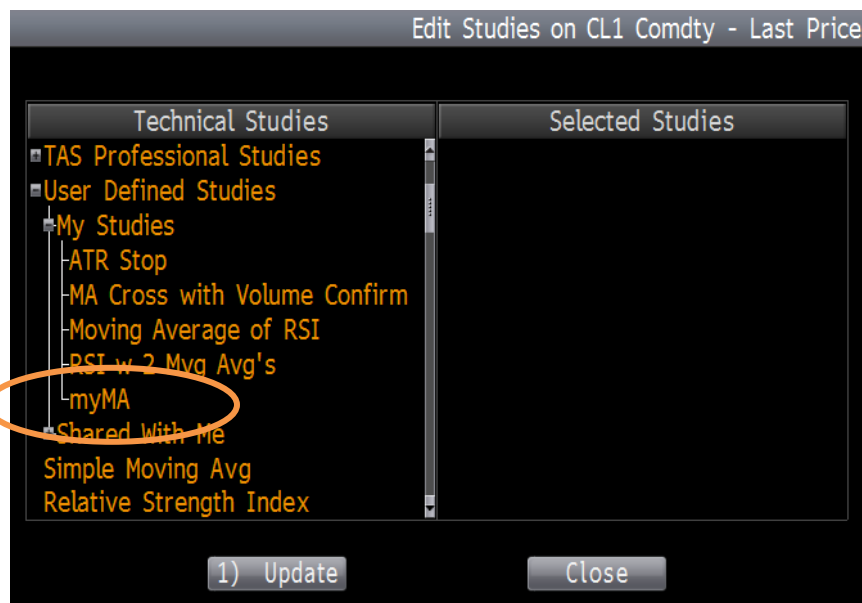 Edit Studies on CL1 Comdty - Last Price
Technical Studies
Selected Studies
TAS Professional Studies
User Defined Studies
My Studies
ATR Stop
MA Cross with Volume Confirm
Moving Average of RSI
RSI w 2 Mvg Avg's
myMA
Shared With Me
Simple Moving Avg
Relative Strength Index
1) Update
Close